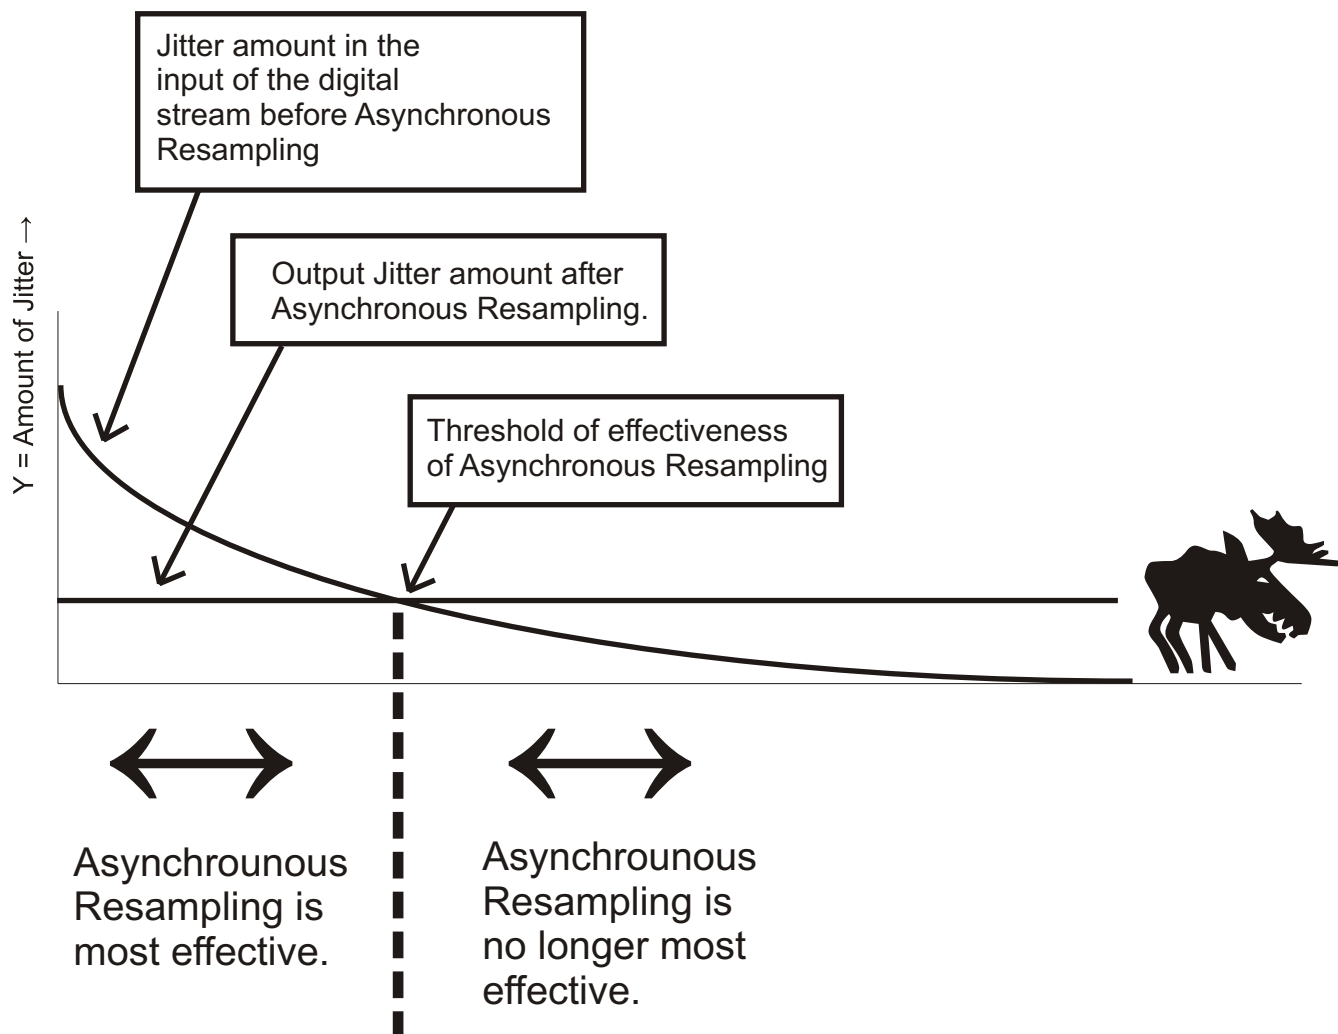 Jitter amount in the
input of the digital
stream before Asynchronous
Resampling
Output Jitter amount after
Asynchronous Resampling.
Y = Amount of Jitter →
Threshold of effectiveness
of Asynchronous Resampling
Asynchrounous
Resampling is
most effective.
Asynchrounous
Resampling is
no longer most
effective.